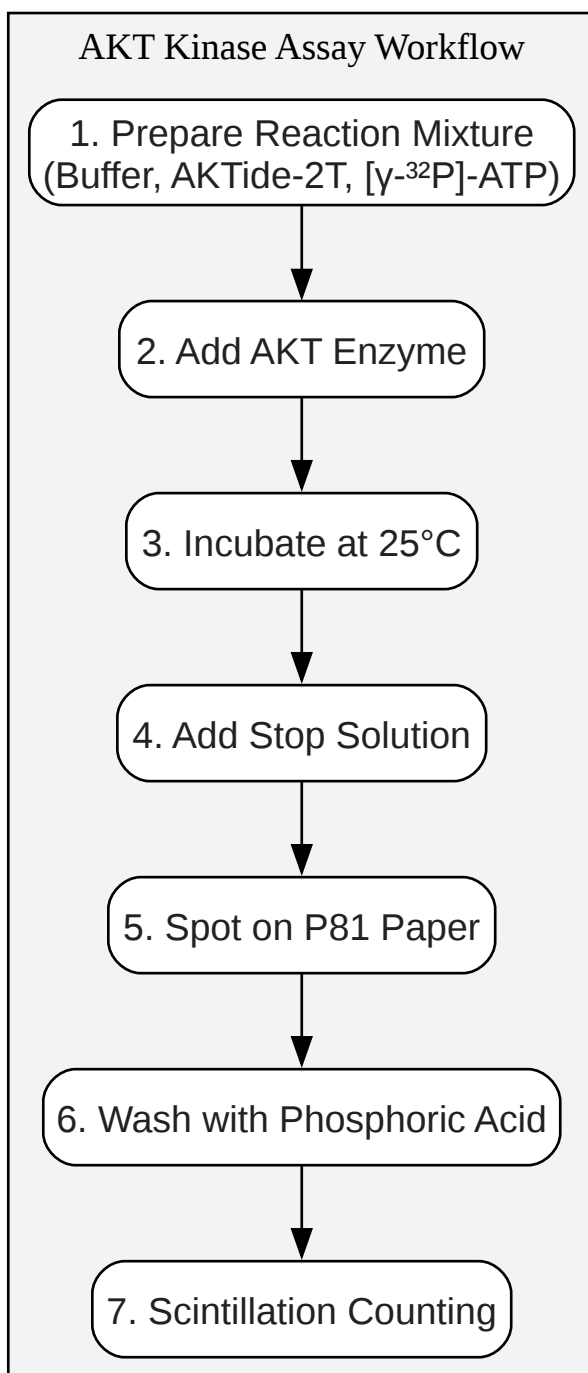 AKT Kinase Assay Workflow
1. Prepare Reaction Mixture
(Buffer, AKTide-2T, [γ-³²P]-ATP)
2. Add AKT Enzyme
3. Incubate at 25°C
4. Add Stop Solution
5. Spot on P81 Paper
6. Wash with Phosphoric Acid
7. Scintillation Counting